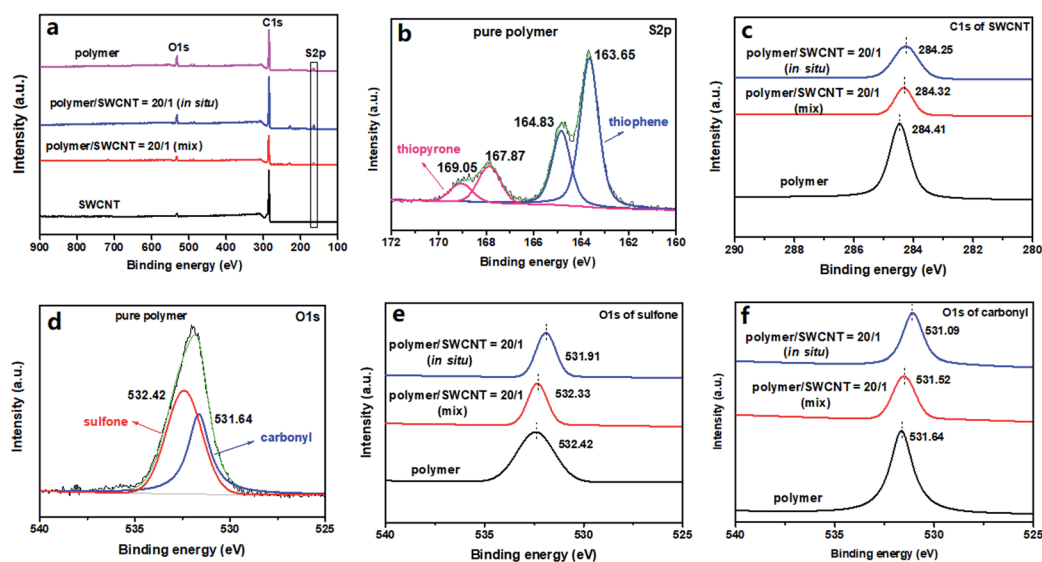 a
C1s
polymer
O1s
S2p
polymer/SWCNT = 20/1 (in situ)
polymer/SWCNT = 20/1 (mix)
SWCNT
Intensity (a.u.)
900 800 700 600 500 400 300 200 100
Binding energy (eV)
b
pure polymer
S2p
163.65
164.83
thiophene
thiopyrone
169.05
167.87
Intensity (a.u.)
172 170 168 166 164 162 160
Binding energy (eV)
c
C1s of SWCNT
polymer/SWCNT = 20/1
(in situ)
284.25
polymer/SWCNT = 20/1
(mix)
284.32
284.41
polymer
Intensity (a.u.)
290 288 286 284 282 280
Binding energy (eV)
d
pure polymer
O1s
532.42
531.64
sulfone
carbonyl
Intensity (a.u.)
540 535 530 525
Binding energy (eV)
e
O1s of sulfone
polymer/SWCNT = 20/1
(in situ)
531.91
polymer/SWCNT = 20/1
(mix)
532.33
532.42
polymer
Intensity (a.u.)
540 535 530 525
Binding energy (eV)
f
O1s of carbonyl
polymer/SWCNT = 20/1
(in situ)
531.09
polymer/SWCNT = 20/1
(mix)
531.52
531.64
polymer
Intensity (a.u.)
540 535 530 525
Binding energy (eV)